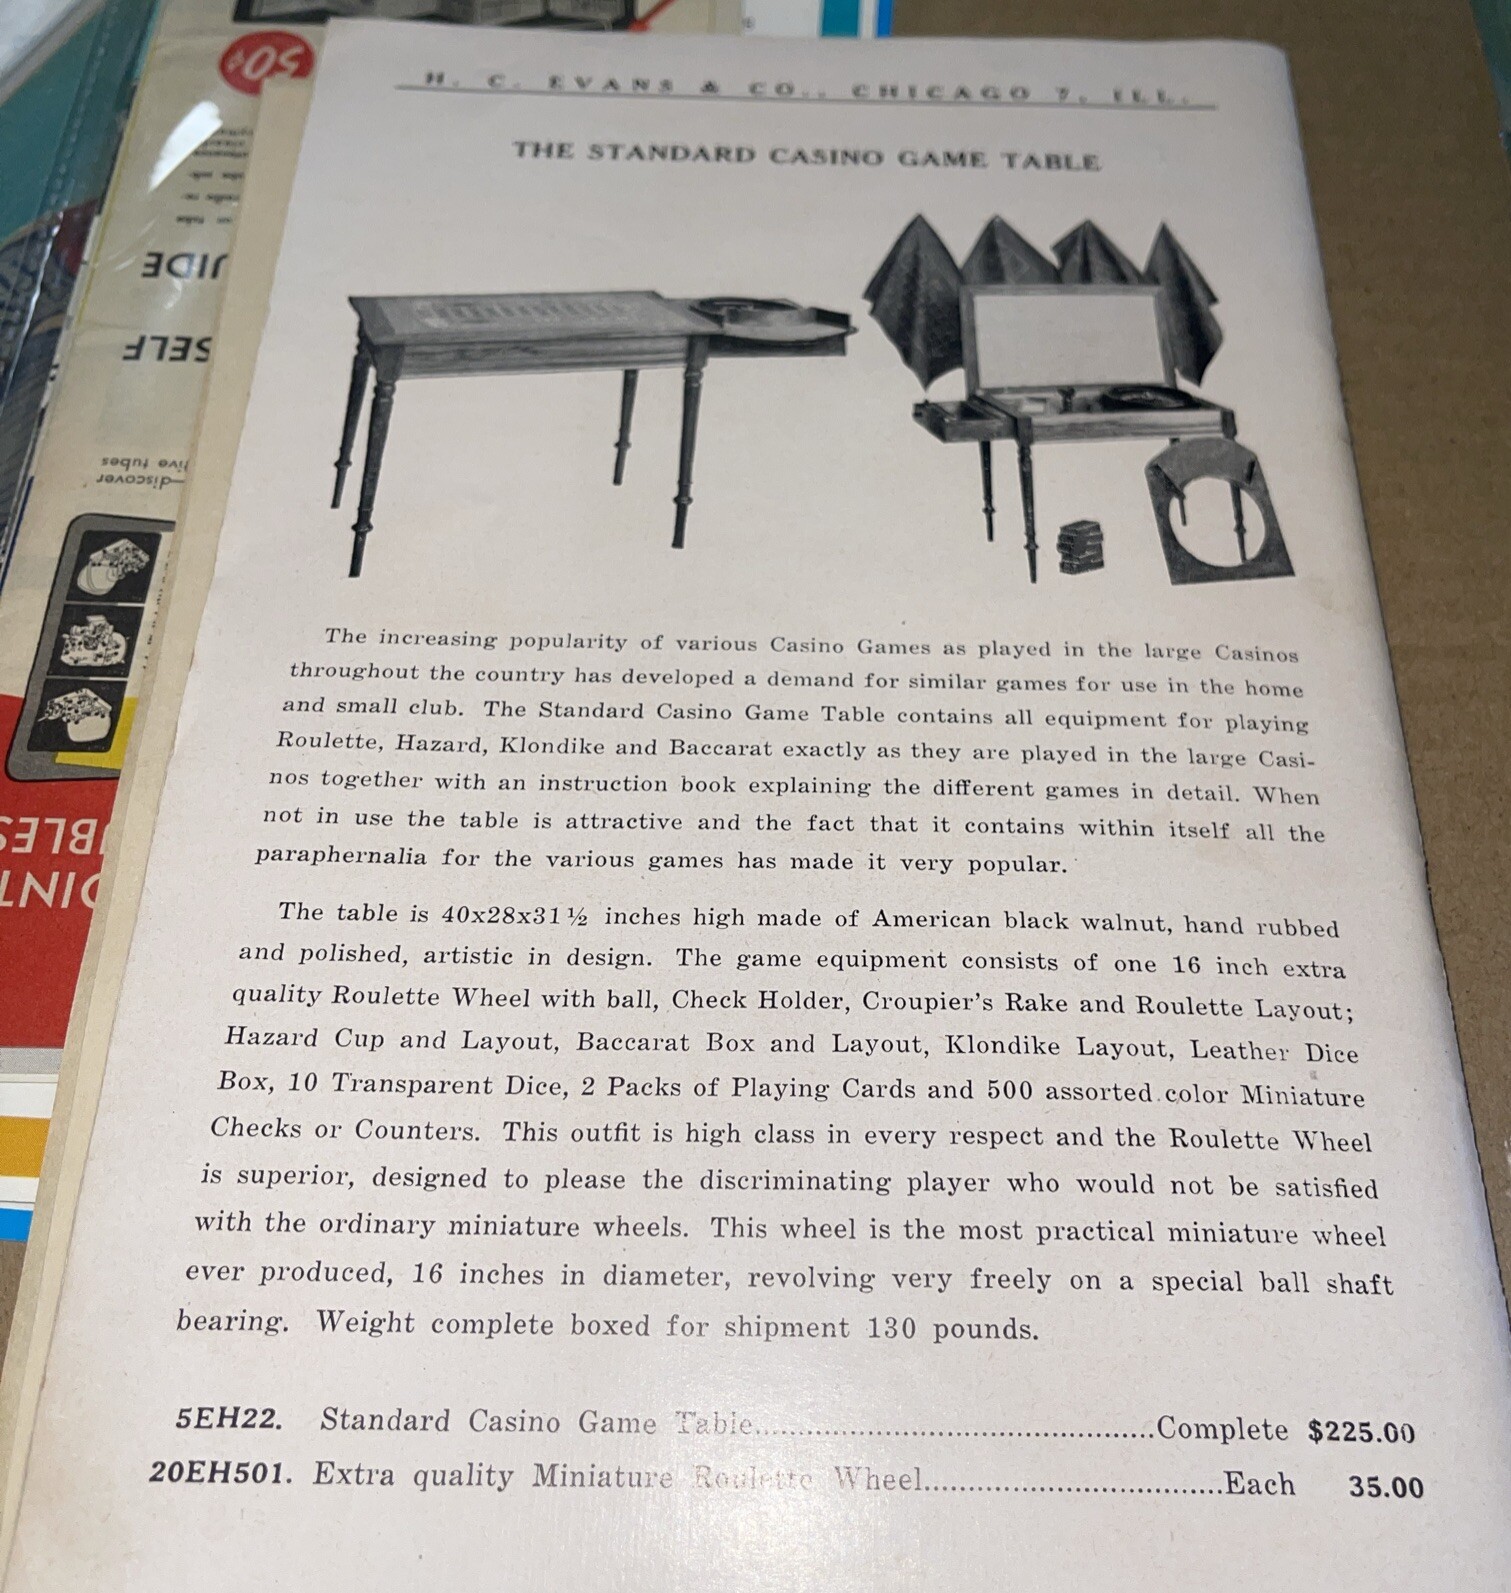 H. C. EVANS & CO., CHICAGO 7, ILL.
THE STANDARD CASINO GAME TABLE
The increasing popularity of various Casino Games as played in the large Casinos
throughout the country has developed a demand for similar games for use in the home
and small club. The Standard Casino Game Table contains all equipment for playing
Roulette, Hazard, Klondike and Baccarat exactly as they are played in the large Casi-
nos together with an instruction book explaining the different games in detail. When
not in use the table is attractive and the fact that it contains within itself all the
paraphernalia for the various games has made it very popular.
The table is 40x28x31½ inches high made of American black walnut, hand rubbed
and polished, artistic in design. The game equipment consists of one 16 inch extra
quality Roulette Wheel with ball, Check Holder, Croupier's Rake and Roulette Layout;
Hazard Cup and Layout, Baccarat Box and Layout, Klondike Layout, Leather Dice
Box, 10 Transparent Dice, 2 Packs of Playing Cards and 500 assorted color Miniature
Checks or Counters. This outfit is high class in every respect and the Roulette Wheel
is superior, designed to please the discriminating player who would not be satisfied
with the ordinary miniature wheels. This wheel is the most practical miniature wheel
ever produced, 16 inches in diameter, revolving very freely on a special ball shaft
bearing. Weight complete boxed for shipment 130 pounds.
5EH22. Standard Casino Game Table........................................Complete $225.00
20EH501. Extra quality Miniature Roulette Wheel..................................Each 35.00
50¢
SELF
—discover
live tubes